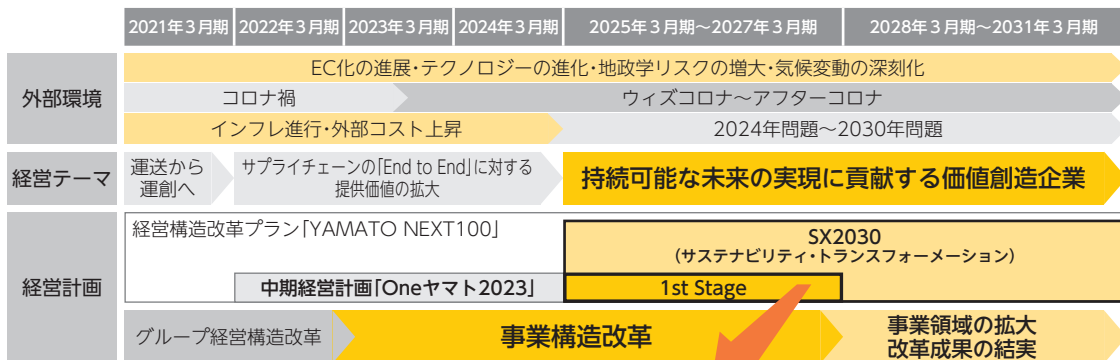 2021年3月期 2022年3月期 2023年3月期 2024年3月期 2025年3月期～2027年3月期 2028年3月期～2031年3月期
外部環境
EC化の進展・テクノロジーの進化・地政学リスクの増大・気候変動の深刻化
コロナ禍 ウィズコロナ～アフターコロナ
インフレ進行・外部コスト上昇 2024年問題～2030年問題
経営テーマ
運送から
運創へ
サプライチェーンの「End to End」に対する
提供価値の拡大
持続可能な未来の実現に貢献する価値創造企業
経営計画
経営構造改革プラン「YAMATO NEXT100」
SX2030
(サステナビリティ・トランスフォーメーション)
中期経営計画「Oneヤマト2023」 1st Stage
グループ経営構造改革 事業構造改革
事業領域の拡大
改革成果の結実